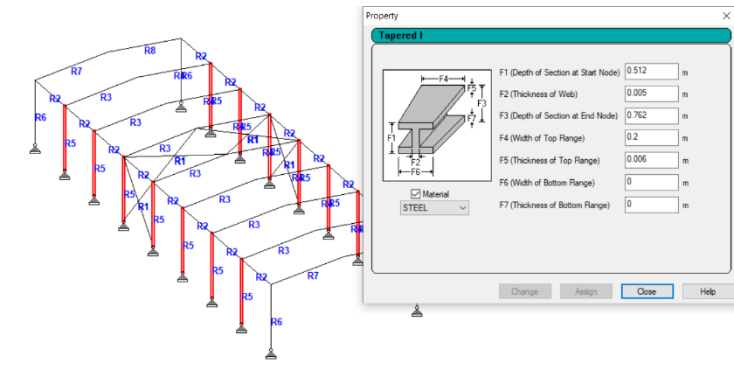 Property
Tapered I
F4
F5
F3
F1
F7
F2
F6
F1 (Depth of Section at Start Node) 0.512 m
F2 (Thickness of Web) 0.005 m
F3 (Depth of Section at End Node) 0.762 m
F4 (Width of Top Flange) 0.2 m
F5 (Thickness of Top Flange) 0.006 m
F6 (Width of Bottom Flange) 0 m
F7 (Thickness of Bottom Flange) 0 m
Material
STEEL
Change Assign Close Help
R8
R2
R7
R2
R6
R2
R3
R2
R5
R6
R2
R3
R5
R2
R5
R2
R3
R1
R1
R2
R5
R2
R3
R2
R5
R1
R2
R5
R2
R5
R3
R2
R5
R2
R7
R5
R6